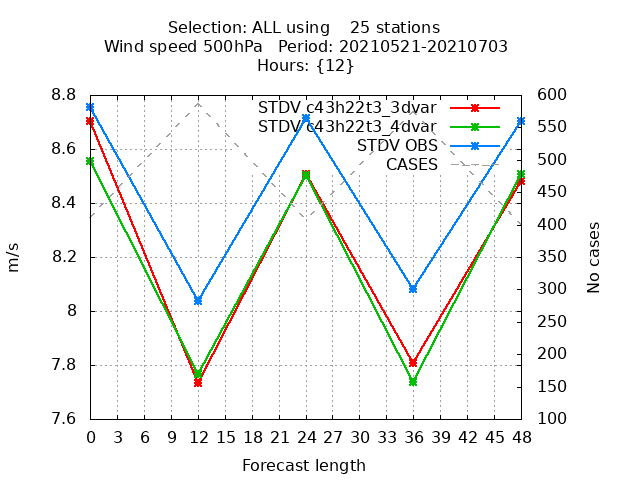 Selection: ALL using    25 stations
Wind speed 500hPa   Period: 20210521-20210703
Hours: {12}
STDV c43h22t3_3dvar
STDV c43h22t3_4dvar
STDV OBS
CASES
8.8
8.6
8.4
8.2
8
7.8
7.6
m/s
600
550
500
450
400
350
300
250
200
150
100
No cases
0 3 6 9 12 15 18 21 24 27 30 33 36 39 42 45 48
Forecast length